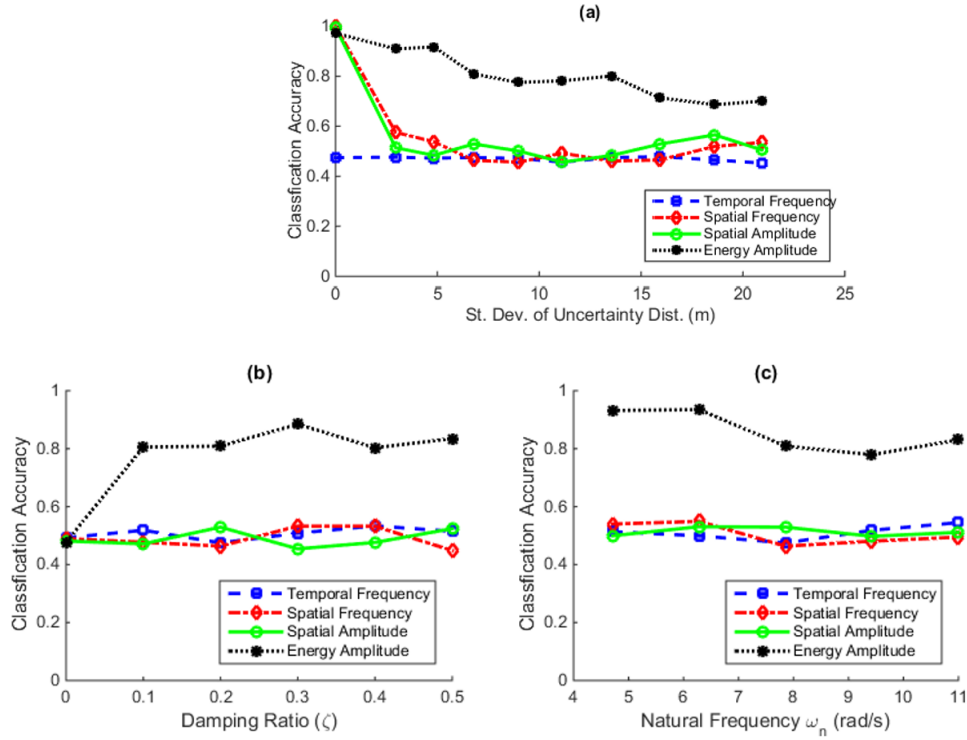 (a)
1
0.8
0.6
0.4
0.2
0
Classfication Accuracy
Temporal Frequency
Spatial Frequency
Spatial Amplitude
Energy Amplitude
0 5 10 15 20 25
St. Dev. of Uncertainty Dist. (m)
(b)
1
0.8
0.6
0.4
0.2
0
Classfication Accuracy
Temporal Frequency
Spatial Frequency
Spatial Amplitude
Energy Amplitude
0 0.1 0.2 0.3 0.4 0.5
Damping Ratio (ζ)
(c)
1
0.8
0.6
0.4
0.2
0
Classfication Accuracy
Temporal Frequency
Spatial Frequency
Spatial Amplitude
Energy Amplitude
4 5 6 7 8 9 10 11
Natural Frequency ω_n (rad/s)